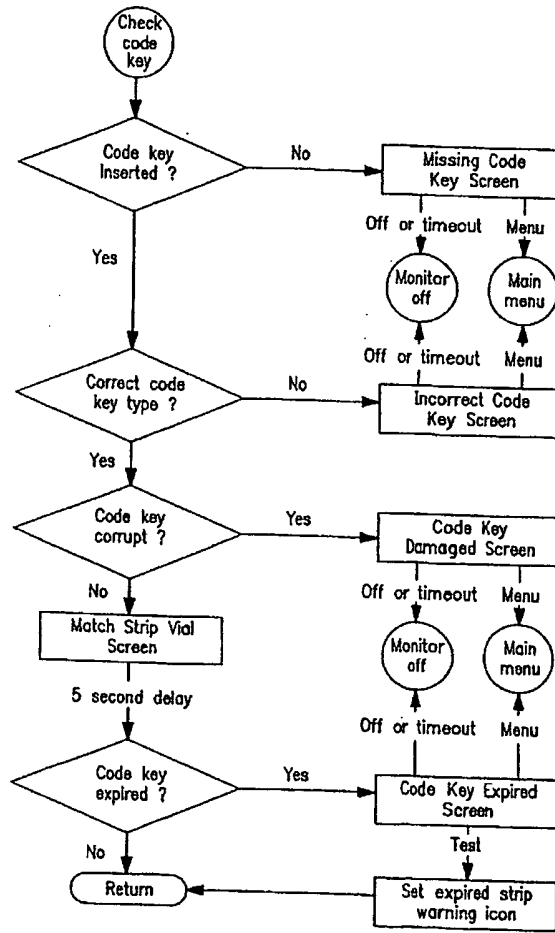 Check
code
key
Code key
Inserted ?
No
Missing Code
Key Screen
Yes
Off or timeout
Menu
Monitor
off
Main
menu
Off or timeout
Menu
Correct code
key type ?
No
Incorrect Code
Key Screen
Yes
Code key
corrupt ?
Yes
Code Key
Damaged Screen
No
Off or timeout
Menu
Match Strip Vial
Screen
Monitor
off
Main
menu
5 second delay
Off or timeout
Menu
Code key
expired ?
Yes
Code Key Expired
Screen
No
Test
Return
Set expired strip
warning icon